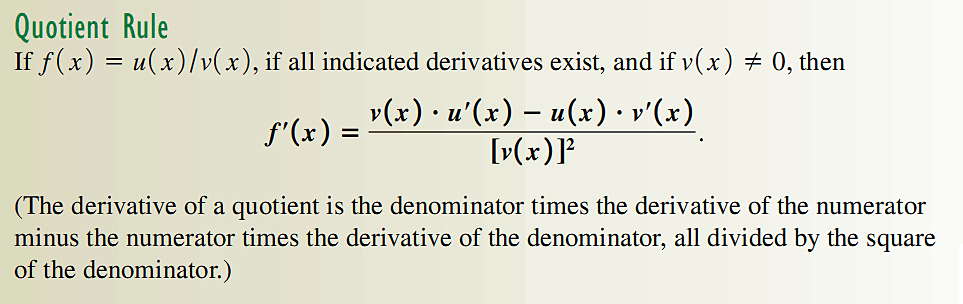 Quotient Rule
If f(x) = u(x)/v(x), if all indicated derivatives exist, and if v(x) ≠ 0, then
f′(x) = v(x) · u′(x) − u(x) · v′(x) / [v(x)]² .
(The derivative of a quotient is the denominator times the derivative of the numerator
minus the numerator times the derivative of the denominator, all divided by the square
of the denominator.)